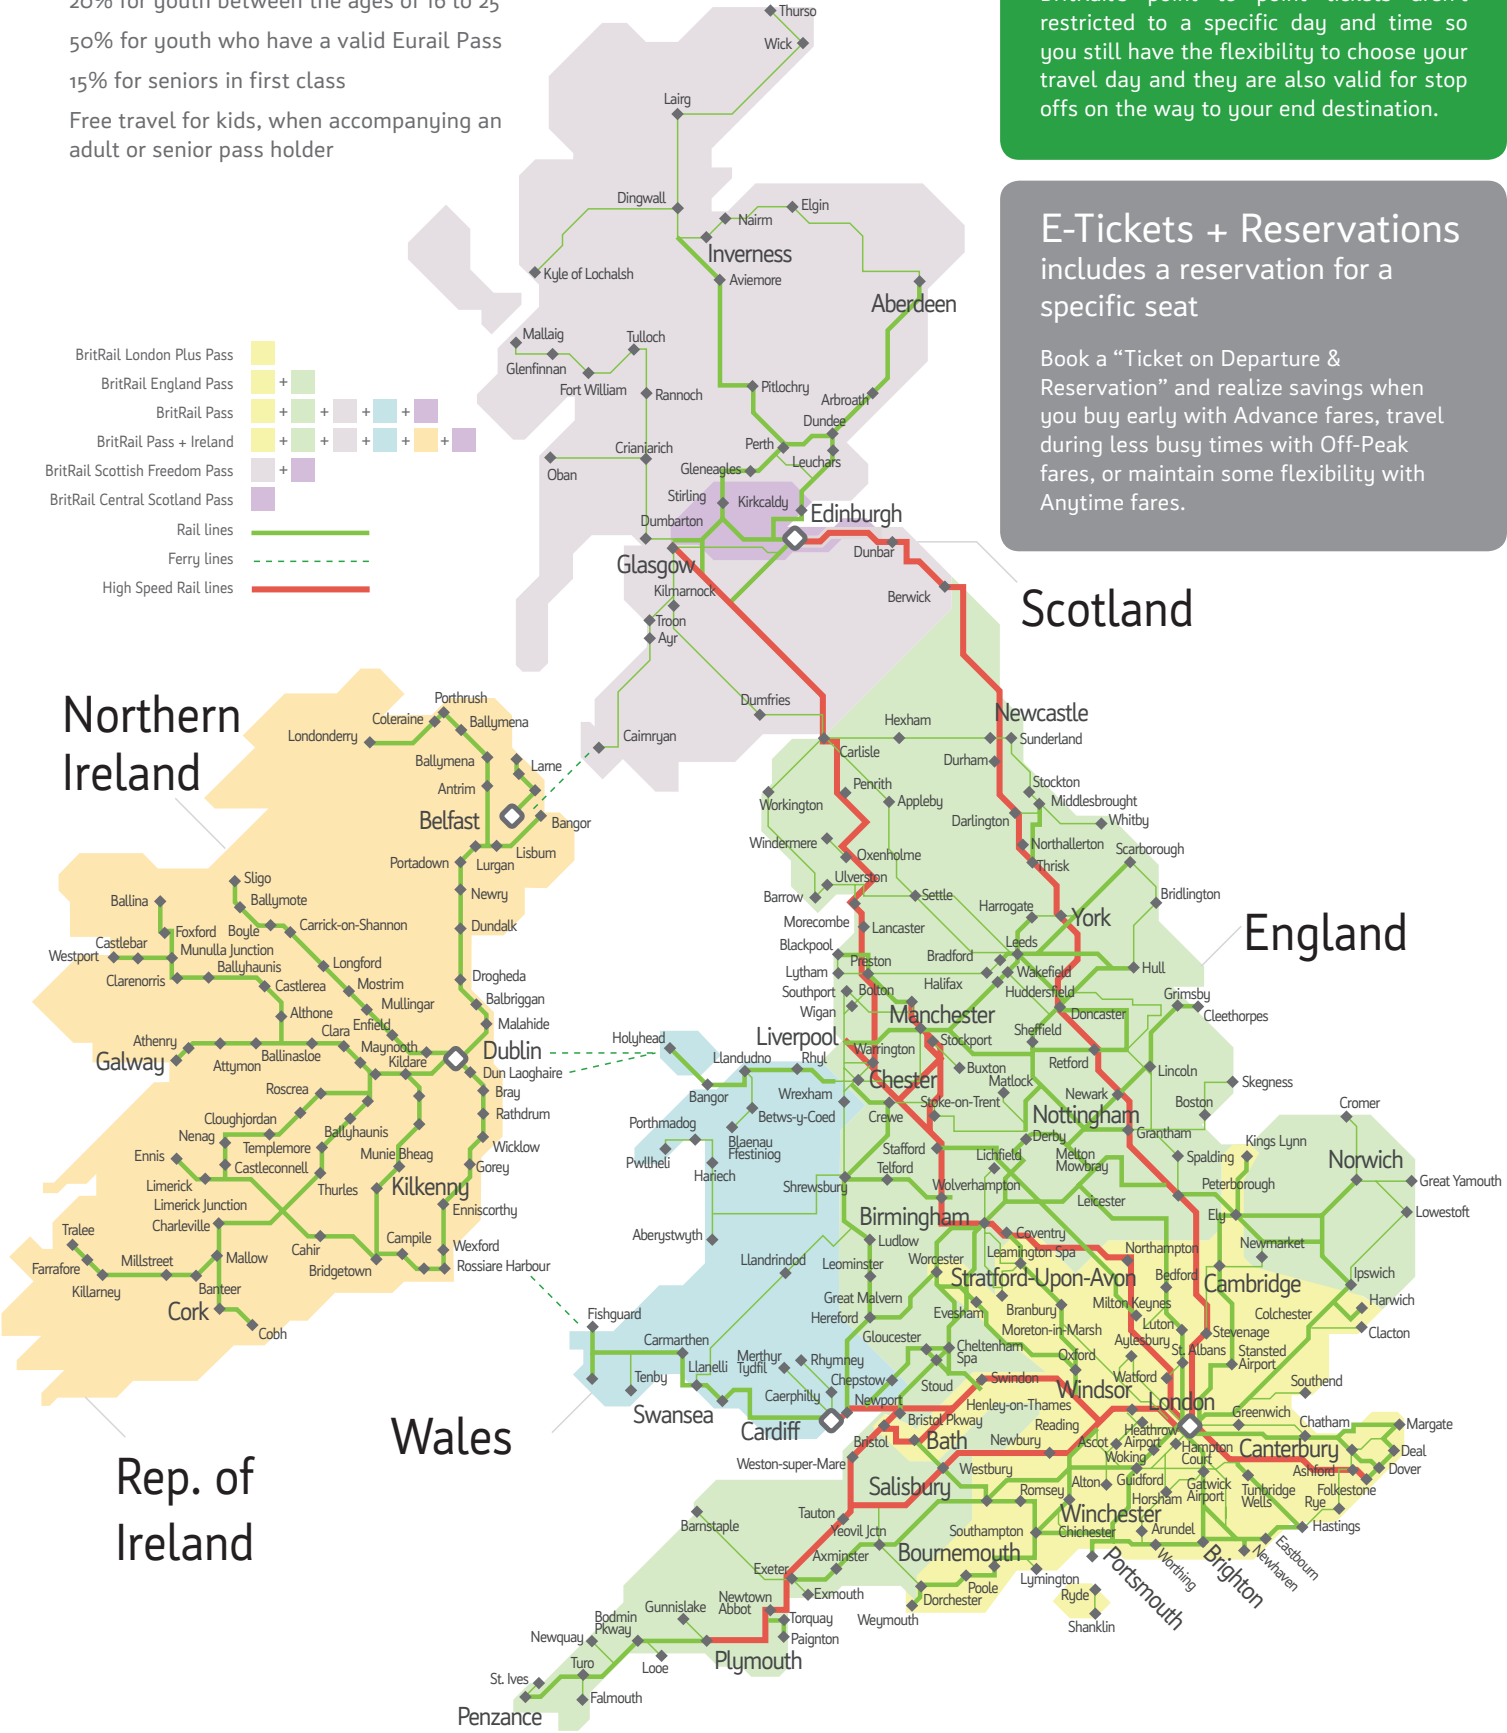 20% for youth between the ages of 16 to 25
50% for youth who have a valid Eurail Pass
15% for seniors in first class
Free travel for kids, when accompanying an
adult or senior pass holder
restricted to a specific day and time so
you still have the flexibility to choose your
travel day and they are also valid for stop
offs on the way to your end destination.
E-Tickets + Reservations
includes a reservation for a
specific seat
Book a “Ticket on Departure &
Reservation” and realize savings when
you buy early with Advance fares, travel
during less busy times with Off-Peak
fares, or maintain some flexibility with
Anytime fares.
BritRail London Plus Pass
BritRail England Pass
+
BritRail Pass
+ + + +
BritRail Pass + Ireland
+ + + + +
BritRail Scottish Freedom Pass
+
BritRail Central Scotland Pass
Rail lines
Ferry lines
High Speed Rail lines
Scotland
Thurso
Wick
Lairg
Dingwall
Elgin
Nairm
Inverness
Kyle of Lochalsh
Aviemore
Aberdeen
Mallaig
Tulloch
Glenfinnan
Fort William
Rannoch
Pitlochry
Arbroath
Dundee
Perth
Leuchars
Crianiarich
Oban
Gleneagles
Stirling
Kirkcaldy
Dumbarton
Edinburgh
Dunbar
Glasgow
Berwick
Kilmarnock
Troon
Ayr
Dumfries
Cairnryan
Northern
Ireland
Porthrush
Coleraine
Ballymena
Londonderry
Ballymena
Larne
Antrim
Belfast
Bangor
Lisbum
Portadown
Lurgan
Newry
Dundalk
Drogheda
Balbriggan
Malahide
Sligo
Ballymote
Ballina
Foxford
Boyle
Carrick-on-Shannon
Castlebar
Westport
Munulla Junction
Ballyhaunis
Longford
Clarenorris
Castlerea
Mostrim
Mullingar
Althone
Enfield
Clara
Athenry
Maynooth
Galway
Attymon
Ballinasloe
Kildare
Dublin
Dun Laoghaire
Bray
Roscrea
Rathdrum
Cloughjordan
Nenag
Ballyhaunis
Templemore
Wicklow
Munie Bheag
Ennis
Castleconnell
Gorey
Limerick
Thurles
Kilkenny
Limerick Junction
Enniscorthy
Charleville
Tralee
Campile
Wexford
Cahir
Farrafore
Millstreet
Mallow
Bridgetown
Rossiare Harbour
Killarney
Banteer
Cork
Cobh
Rep. of
Ireland
England
Hexham
Newcastle
Sunderland
Carlisle
Durham
Stockton
Penrith
Middlesbrought
Appleby
Workington
Darlington
Whitby
Windermere
Northallerton
Oxenholme
Thrisk
Scarborough
Ulverston
Barrow
Settle
Bridlington
Harrogate
York
Morecombe
Lancaster
Leeds
Blackpool
Bradford
Preston
Lytham
Wakefield
Hull
Southport
Bolton
Halifax
Huddersfield
Grimsby
Wigan
Manchester
Doncaster
Cleethorpes
Sheffield
Liverpool
Warrington
Stockport
Retford
Buxton
Lincoln
Chester
Matlock
Skegness
Wrexham
Newark
Crewe
Stoke-on-Trent
Boston
Nottingham
Cromer
Derby
Grantham
Stafford
Kings Lynn
Lichfield
Melton
Mowbray
Spalding
Norwich
Telford
Shrewsbury
Wolverhampton
Peterborough
Great Yamouth
Leicester
Birmingham
Ely
Lowestoft
Coventry
Ludlow
Newmarket
Worcester
Leamington Spa
Northampton
Leominster
Stratford-Upon-Avon
Bedford
Cambridge
Ipswich
Great Malvern
Evesham
Milton Keynes
Harwich
Hereford
Branbury
Colchester
Luton
Clacton
Moreton-in-Marsh
Stevenage
Gloucester
Cheltenham
Spa
Aylesbury
St. Albans
Stansted
Airport
Oxford
Chepstow
Stoud
Swindon
Watford
Southend
Windsor
London
Newport
Henley-on-Thames
Greenwich
Bristol Pkway
Reading
Heathrow
Airport
Chatham
Margate
Bristol
Bath
Newbury
Ascot
Hampton
Court
Canterbury
Deal
Weston-super-Mare
Westbury
Woking
Ashford
Dover
Salisbury
Alton
Guildford
Gatwick
Airport
Tunbridge
Wells
Folkestone
Romsey
Horsham
Rye
Tauton
Winchester
Barnstaple
Yeovil Jctn
Southampton
Chichester
Arundel
Hastings
Axminster
Bournemouth
Portsmouth
Worthing
Brighton
Newhaven
Eastbourn
Exeter
Lymington
Exmouth
Poole
Ryde
Dorchester
Shanklin
Weymouth
Newtown
Abbot
Gunnislake
Torquay
Paignton
Bodmin
Pkway
Newquay
Plymouth
Looe
Turo
St. Ives
Falmouth
Penzance
Holyhead
Llandudno
Rhyl
Bangor
Betws-y-Coed
Porthmadog
Blaenau
Ffestiniog
Pwllheli
Hariech
Aberystwyth
Llandrindod
Fishguard
Carmarthen
Llanelli
Merthyr
Tydfil
Rhymney
Tenby
Caerphilly
Swansea
Cardiff
Wales